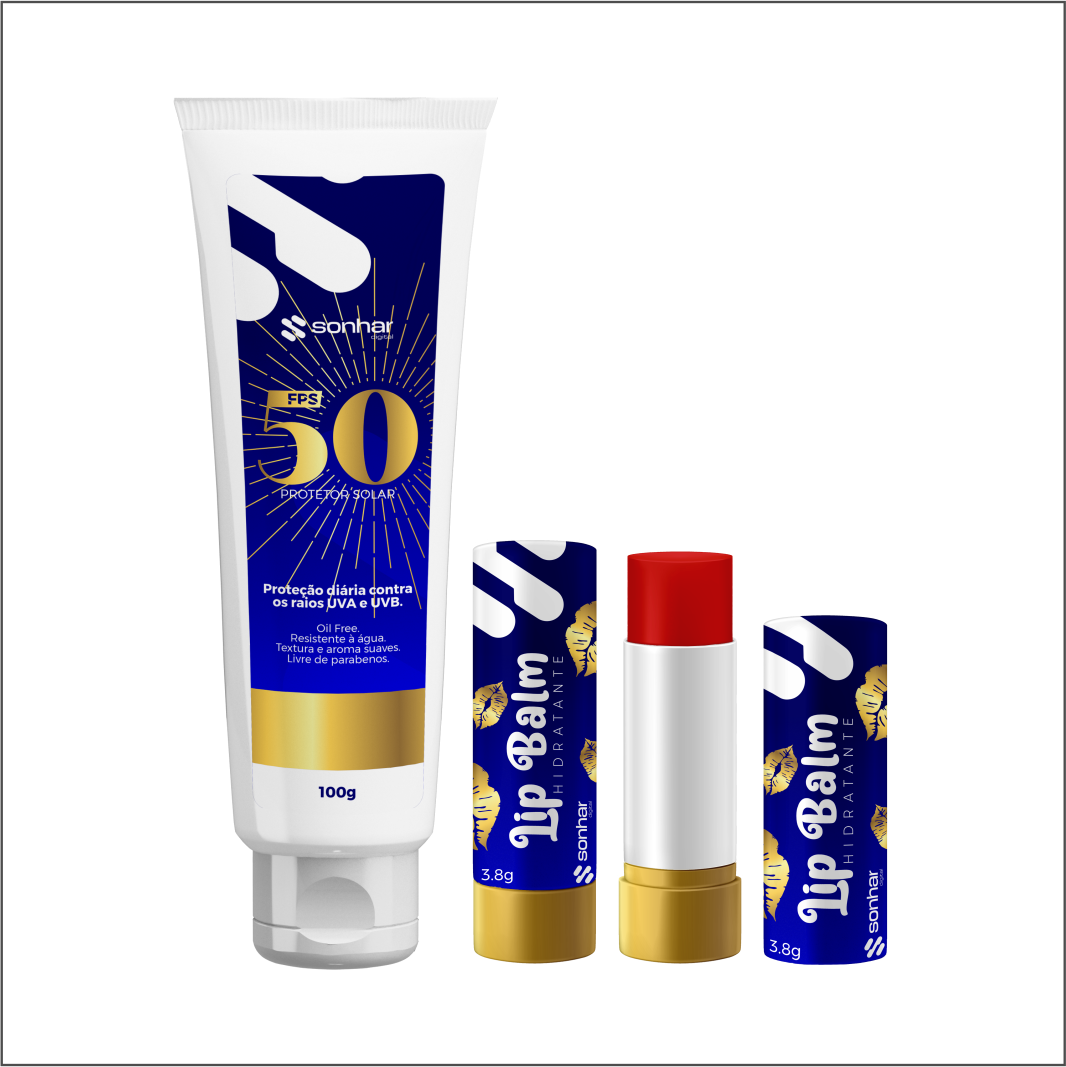 sonhar
digital
FPS
50
PROTETOR SOLAR
Proteção diária contra
os raios UVA e UVB.
Oil Free.
Resistente à água.
Textura e aroma suaves.
Livre de parabenos.
100g
Lip Balm
HIDRATANTE
sonhar
digital
3.8g
Lip Balm
HIDRATANTE
sonhar
digital
3.8g